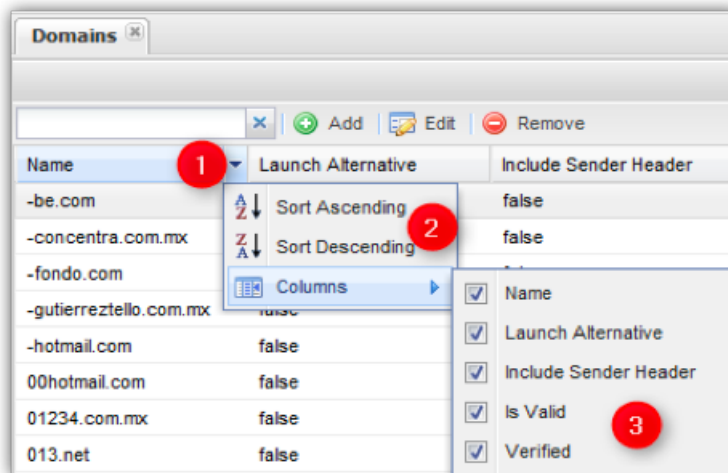 Domains
Add Edit Remove
Name 1 Launch Alternative Include Sender Header
-be.com Sort Ascending false
-concentra.com.mx Sort Descending 2 false
-fondo.com Columns
-gutierreztello.com.mx false Name
-hotmail.com false Launch Alternative
00hotmail.com false Include Sender Header
01234.com.mx false Is Valid 3
013.net false Verified